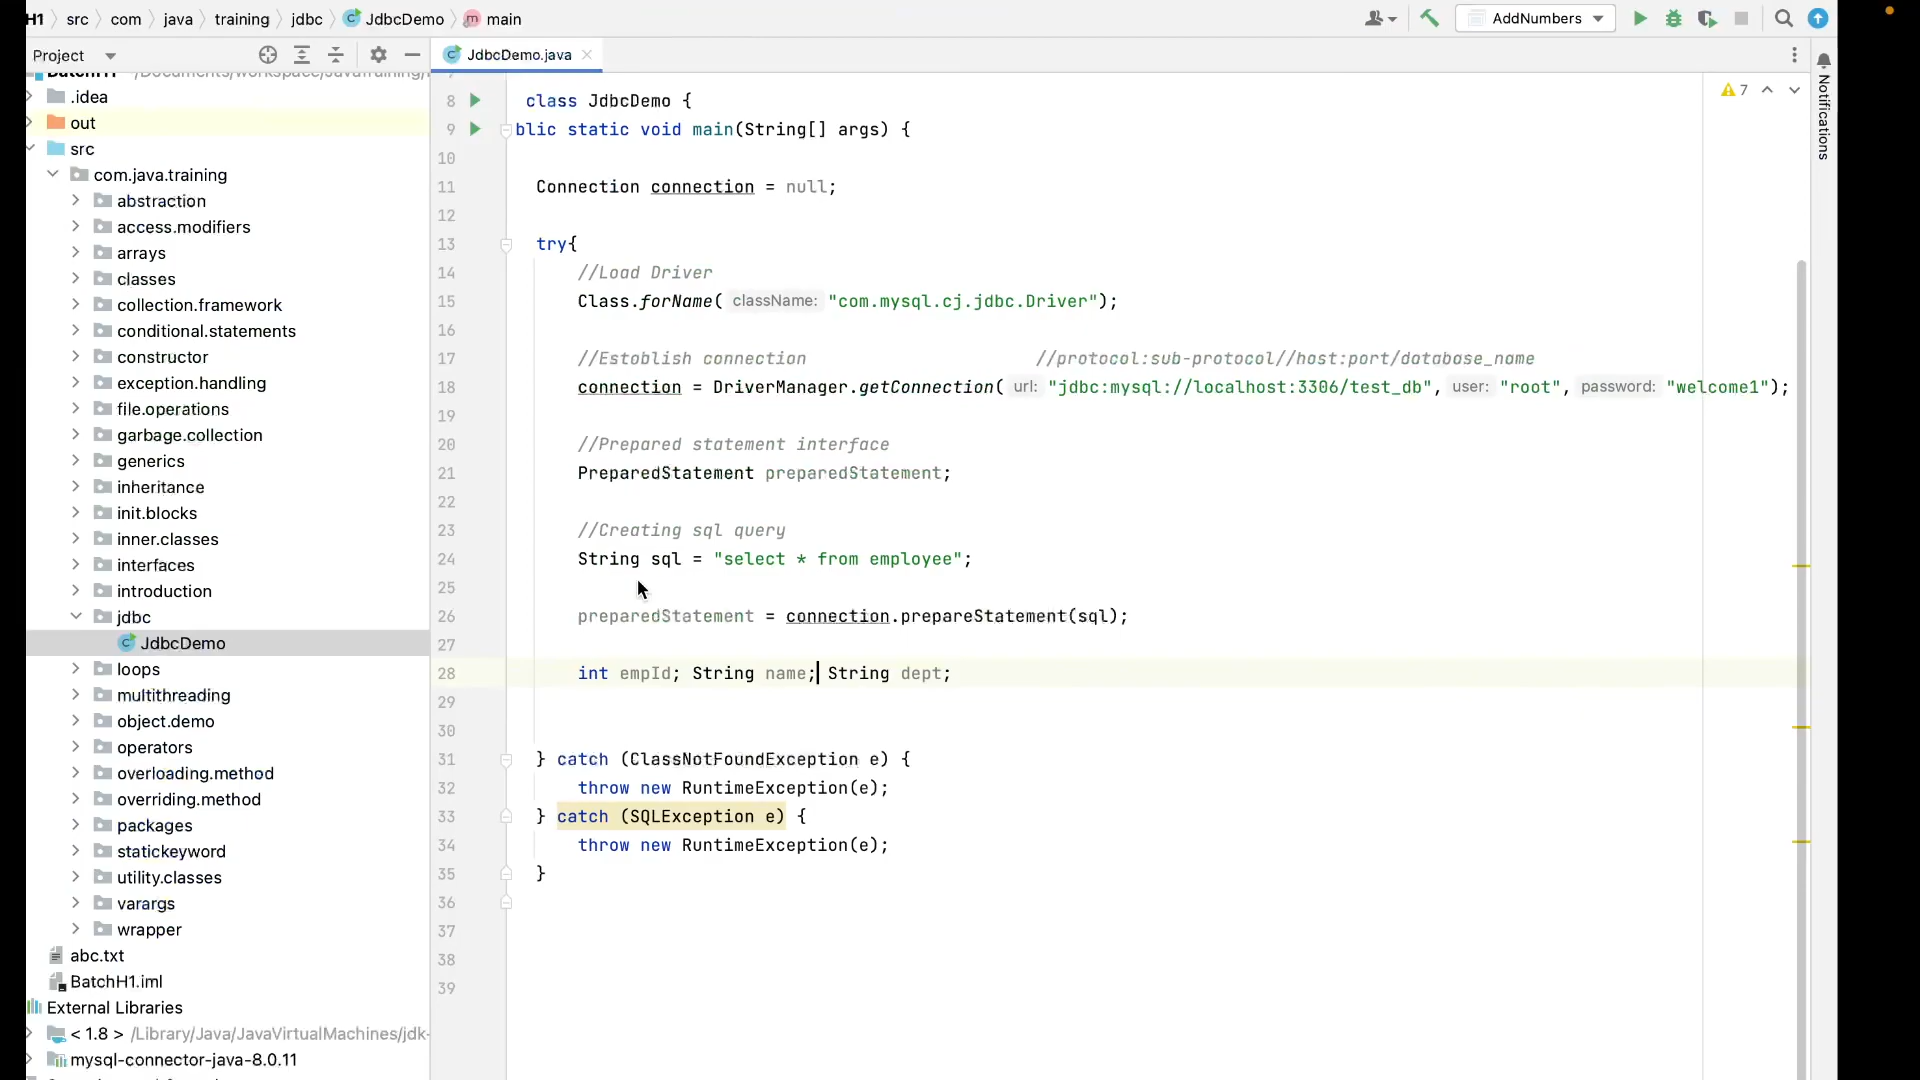 H1 src com java training jdbc JdbcDemo main
AddNumbers
Project
JdbcDemo.java
Notifications
7
BatchH1 ~/Documents/workspace/JavaTraining/
.idea
out
src
com.java.training
abstraction
access.modifiers
arrays
classes
collection.framework
conditional.statements
constructor
exception.handling
file.operations
garbage.collection
generics
inheritance
init.blocks
inner.classes
interfaces
introduction
jdbc
JdbcDemo
loops
multithreading
object.demo
operators
overloading.method
overriding.method
packages
statickeyword
utility.classes
varargs
wrapper
abc.txt
BatchH1.iml
External Libraries
< 1.8 > /Library/Java/JavaVirtualMachines/jdk-
mysql-connector-java-8.0.11
8 class JdbcDemo {
9 blic static void main(String[] args) {
10
11 Connection connection = null;
12
13 try{
14 //Load Driver
15 Class.forName( className: "com.mysql.cj.jdbc.Driver");
16
17 //Establish connection //protocol:sub-protocol//host:port/database_name
18 connection = DriverManager.getConnection( url: "jdbc:mysql://localhost:3306/test_db", user: "root", password: "welcome1");
19
20 //Prepared statement interface
21 PreparedStatement preparedStatement;
22
23 //Creating sql query
24 String sql = "select * from employee";
25
26 preparedStatement = connection.prepareStatement(sql);
27
28 int empId; String name; String dept;
29
30
31 } catch (ClassNotFoundException e) {
32 throw new RuntimeException(e);
33 } catch (SQLException e) {
34 throw new RuntimeException(e);
35 }
36
37
38
39